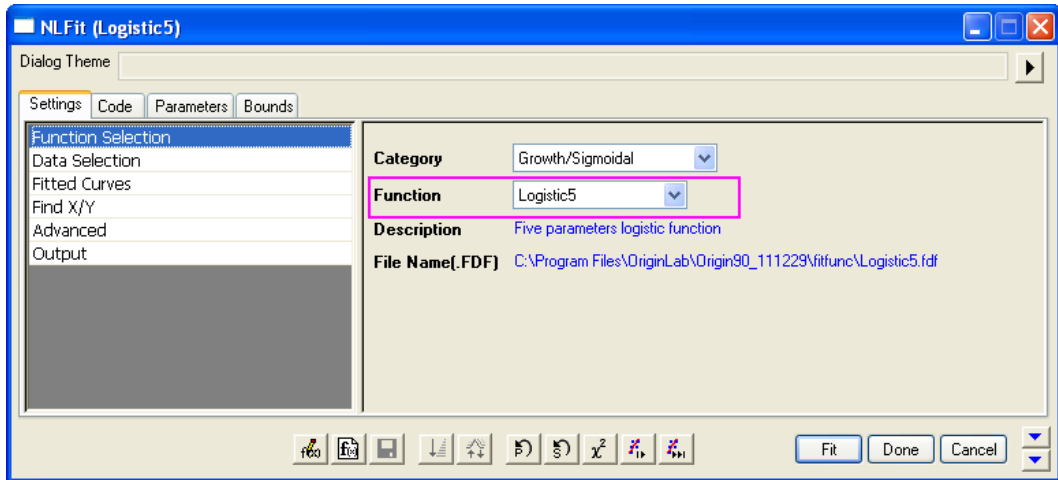 NLFit (Logistic5)
Dialog Theme
Settings Code Parameters Bounds
Function Selection
Data Selection
Fitted Curves
Find X/Y
Advanced
Output
Category Growth/Sigmoidal
Function Logistic5
Description Five parameters logistic function
File Name(.FDF) C:\Program Files\OriginLab\Origin90_111229\fitfunc\Logistic5.fdf
Fit Done Cancel